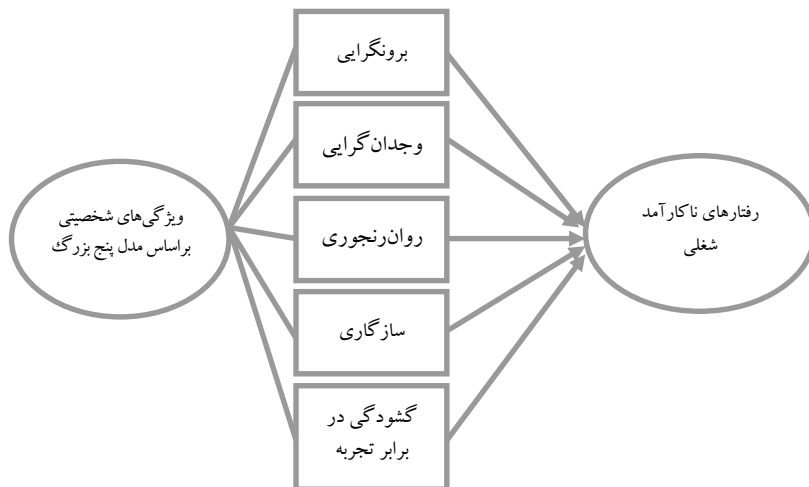 برونگرایی
وجدان‌گرایی
ویژگی‌های شخصیتی
براساس مدل پنج بزرگ
روان‌رنجوری
رفتارهای ناکارآمد
شغلی
سازگاری
گشودگی در
برابر تجربه